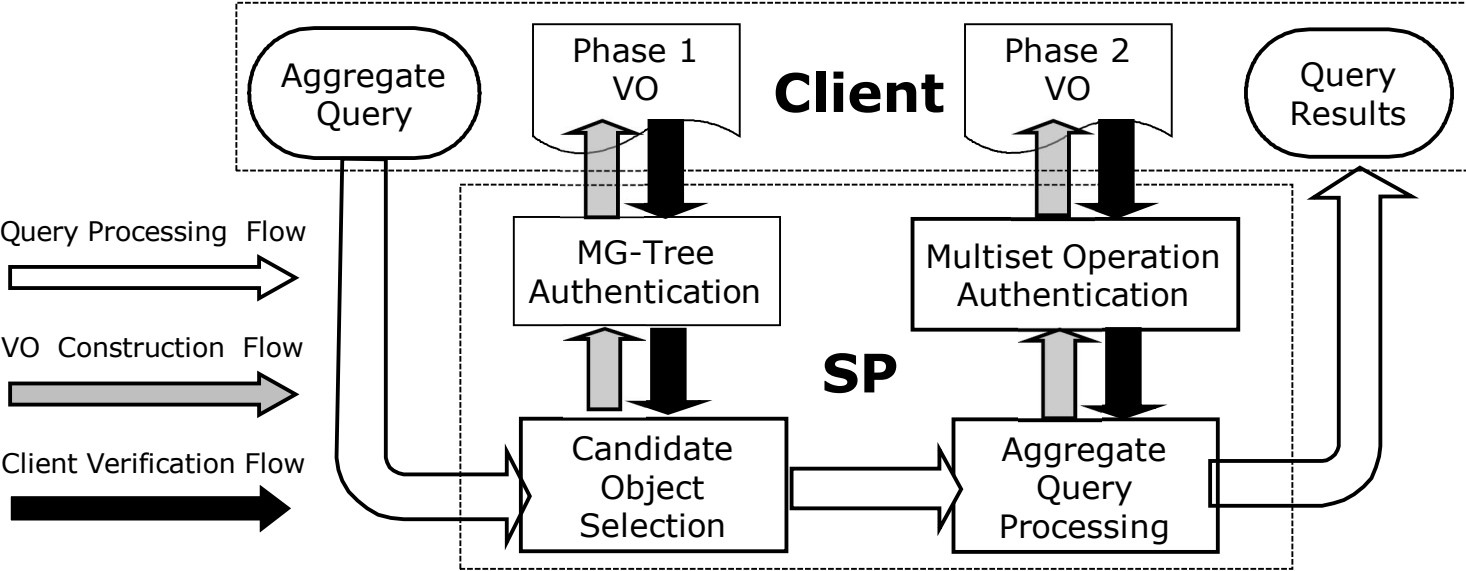 Aggregate
Query
Phase 1
VO
Client
Phase 2
VO
Query
Results
Query Processing Flow
VO Construction Flow
Client Verification Flow
MG-Tree
Authentication
Multiset Operation
Authentication
SP
Candidate
Object
Selection
Aggregate
Query
Processing